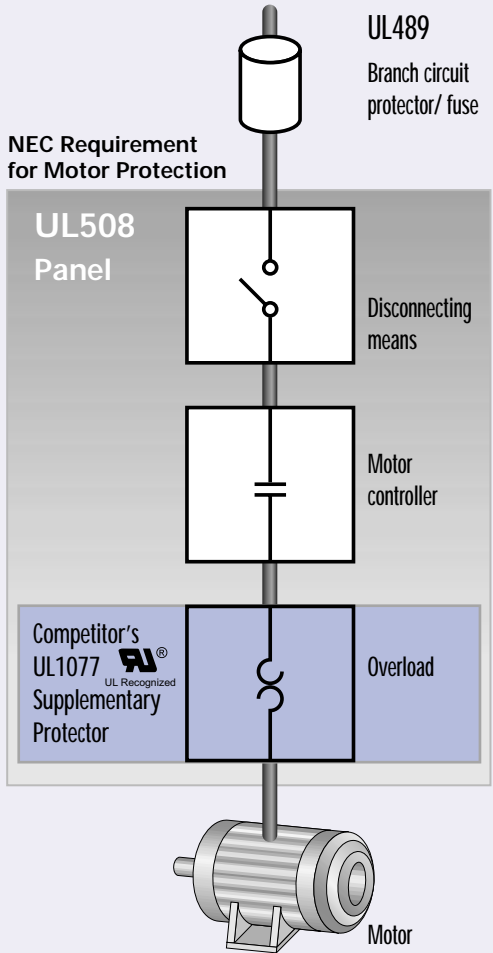 UL489
Branch circuit
protector/ fuse
NEC Requirement
for Motor Protection
UL508
Panel
Disconnecting
means
Motor
controller
Competitor's
UL1077 ®
UL Recognized
Supplementary
Protector
Overload
Motor